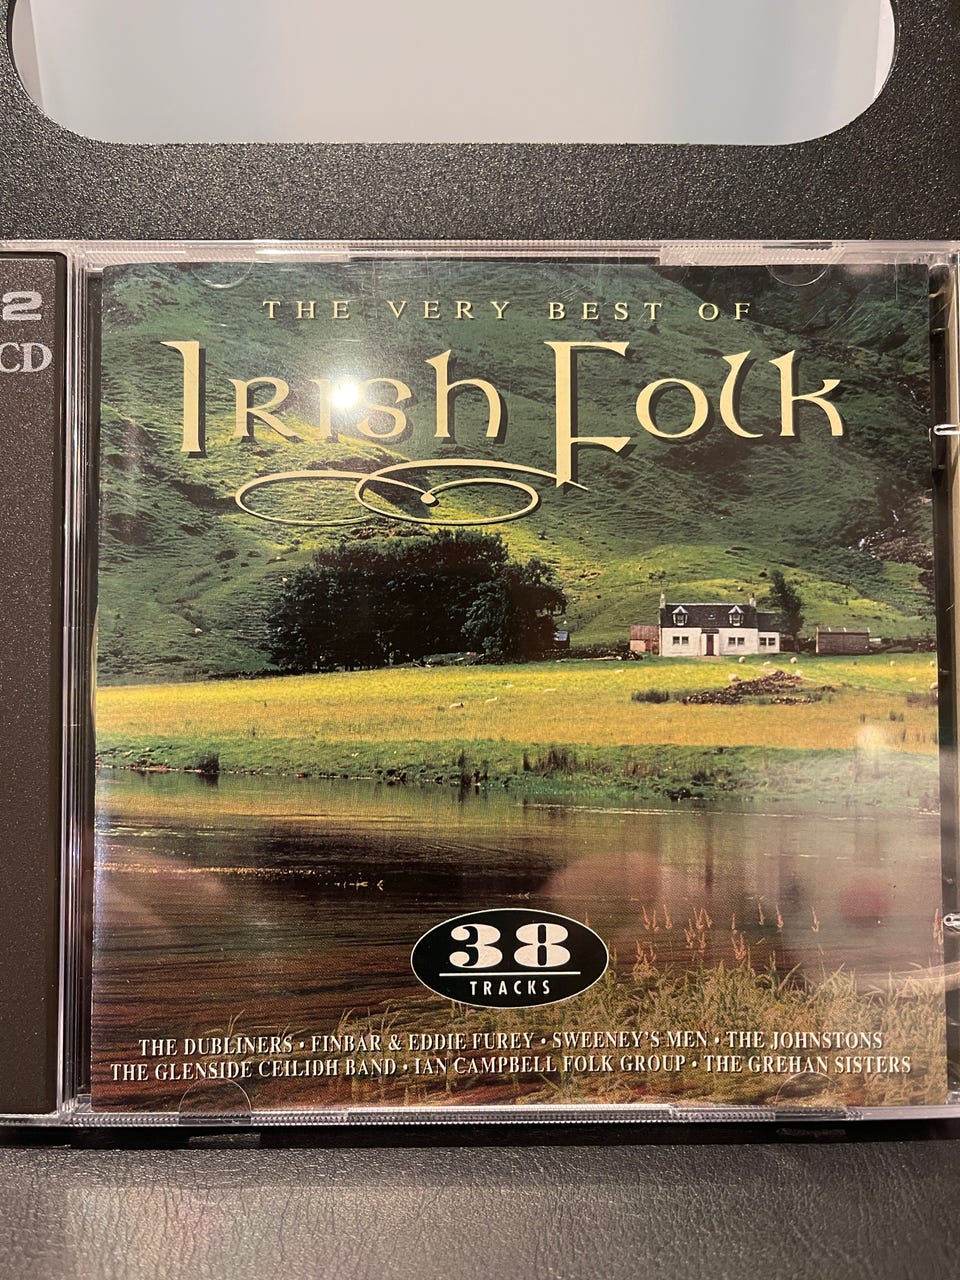 2
CD
THE VERY BEST OF
Irish Folk
38
TRACKS
THE DUBLINERS · FINBAR & EDDIE FUREY · SWEENEY'S MEN · THE JOHNSTONS
THE GLENSIDE CEILIDH BAND · IAN CAMPBELL FOLK GROUP · THE GREHAN SISTERS